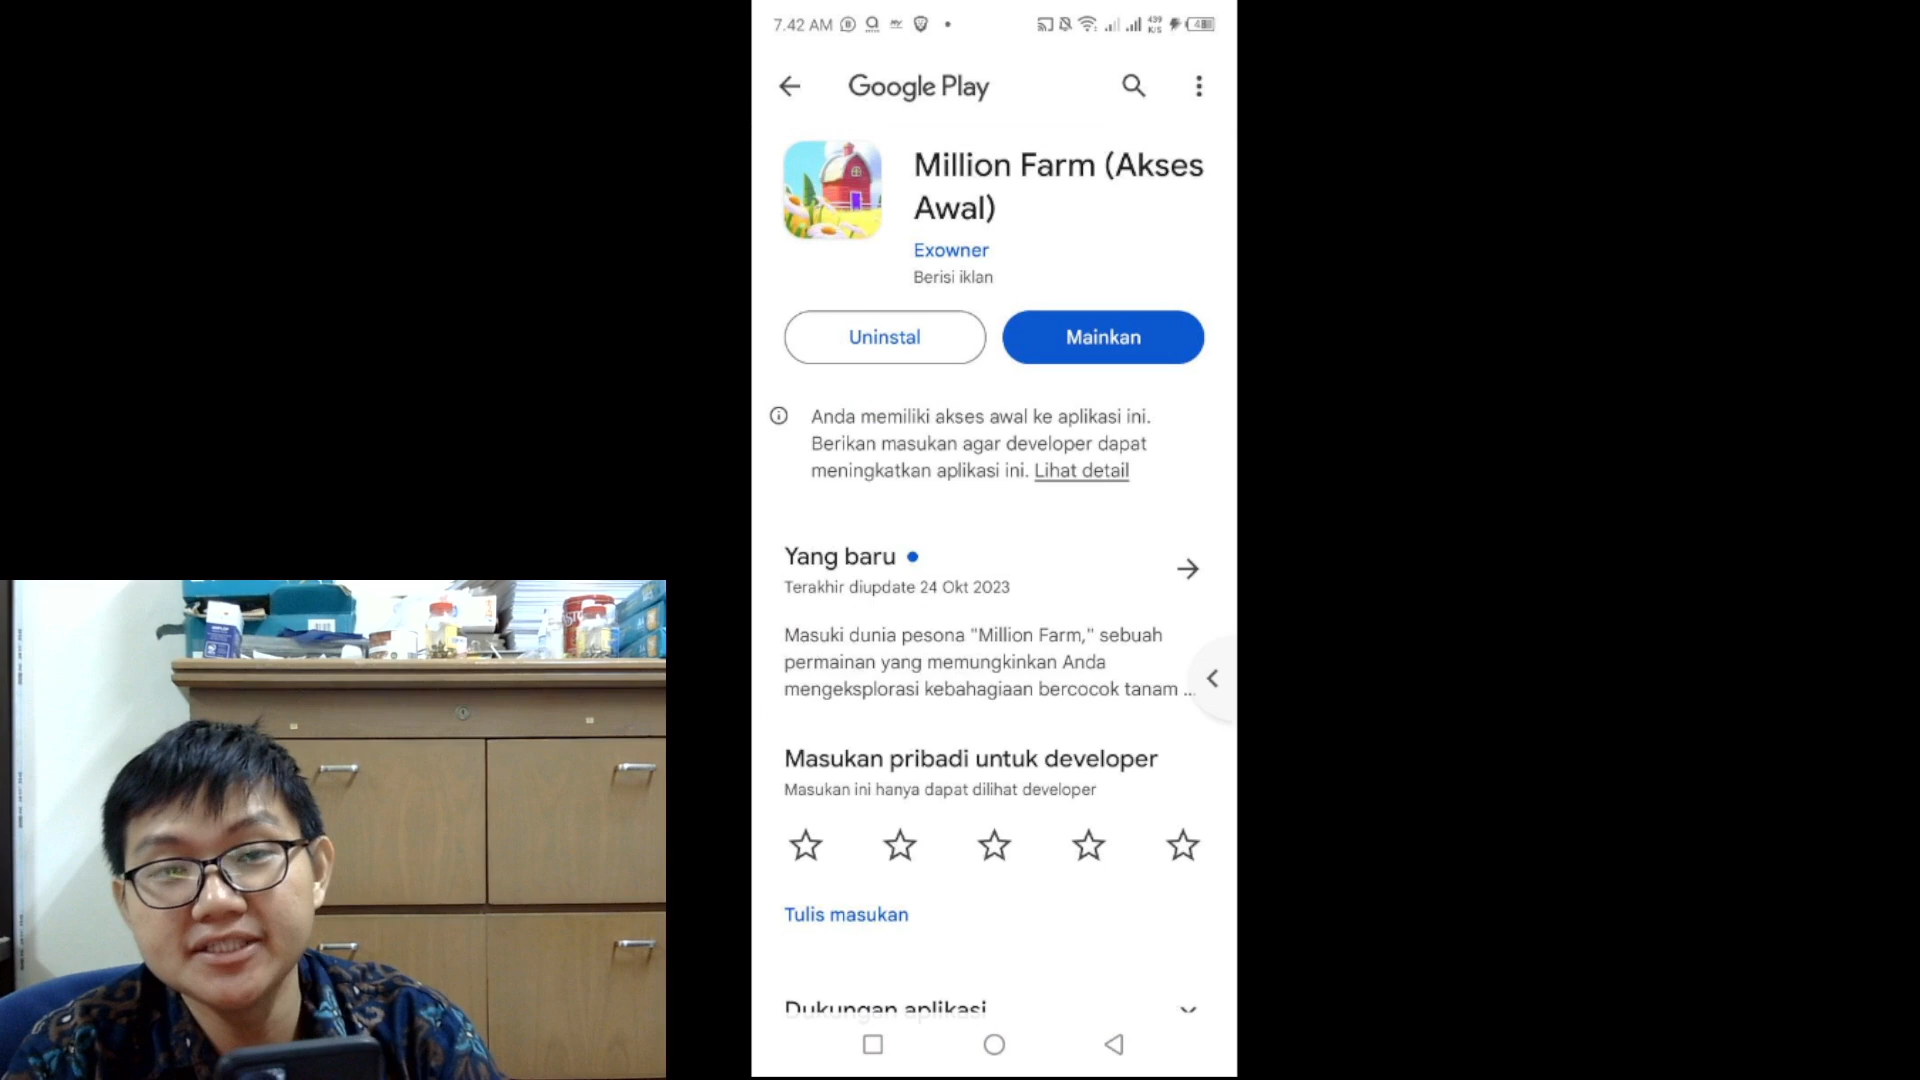 7.42 AM
439
K/S
48
Google Play
Million Farm (Akses
Awal)
Exowner
Berisi iklan
Uninstal
Mainkan
Anda memiliki akses awal ke aplikasi ini.
Berikan masukan agar developer dapat
meningkatkan aplikasi ini. Lihat detail
Yang baru
Terakhir diupdate 24 Okt 2023
Masuki dunia pesona "Million Farm," sebuah
permainan yang memungkinkan Anda
mengeksplorasi kebahagiaan bercocok tanam ...
Masukan pribadi untuk developer
Masukan ini hanya dapat dilihat developer
Tulis masukan
Dukungan aplikasi